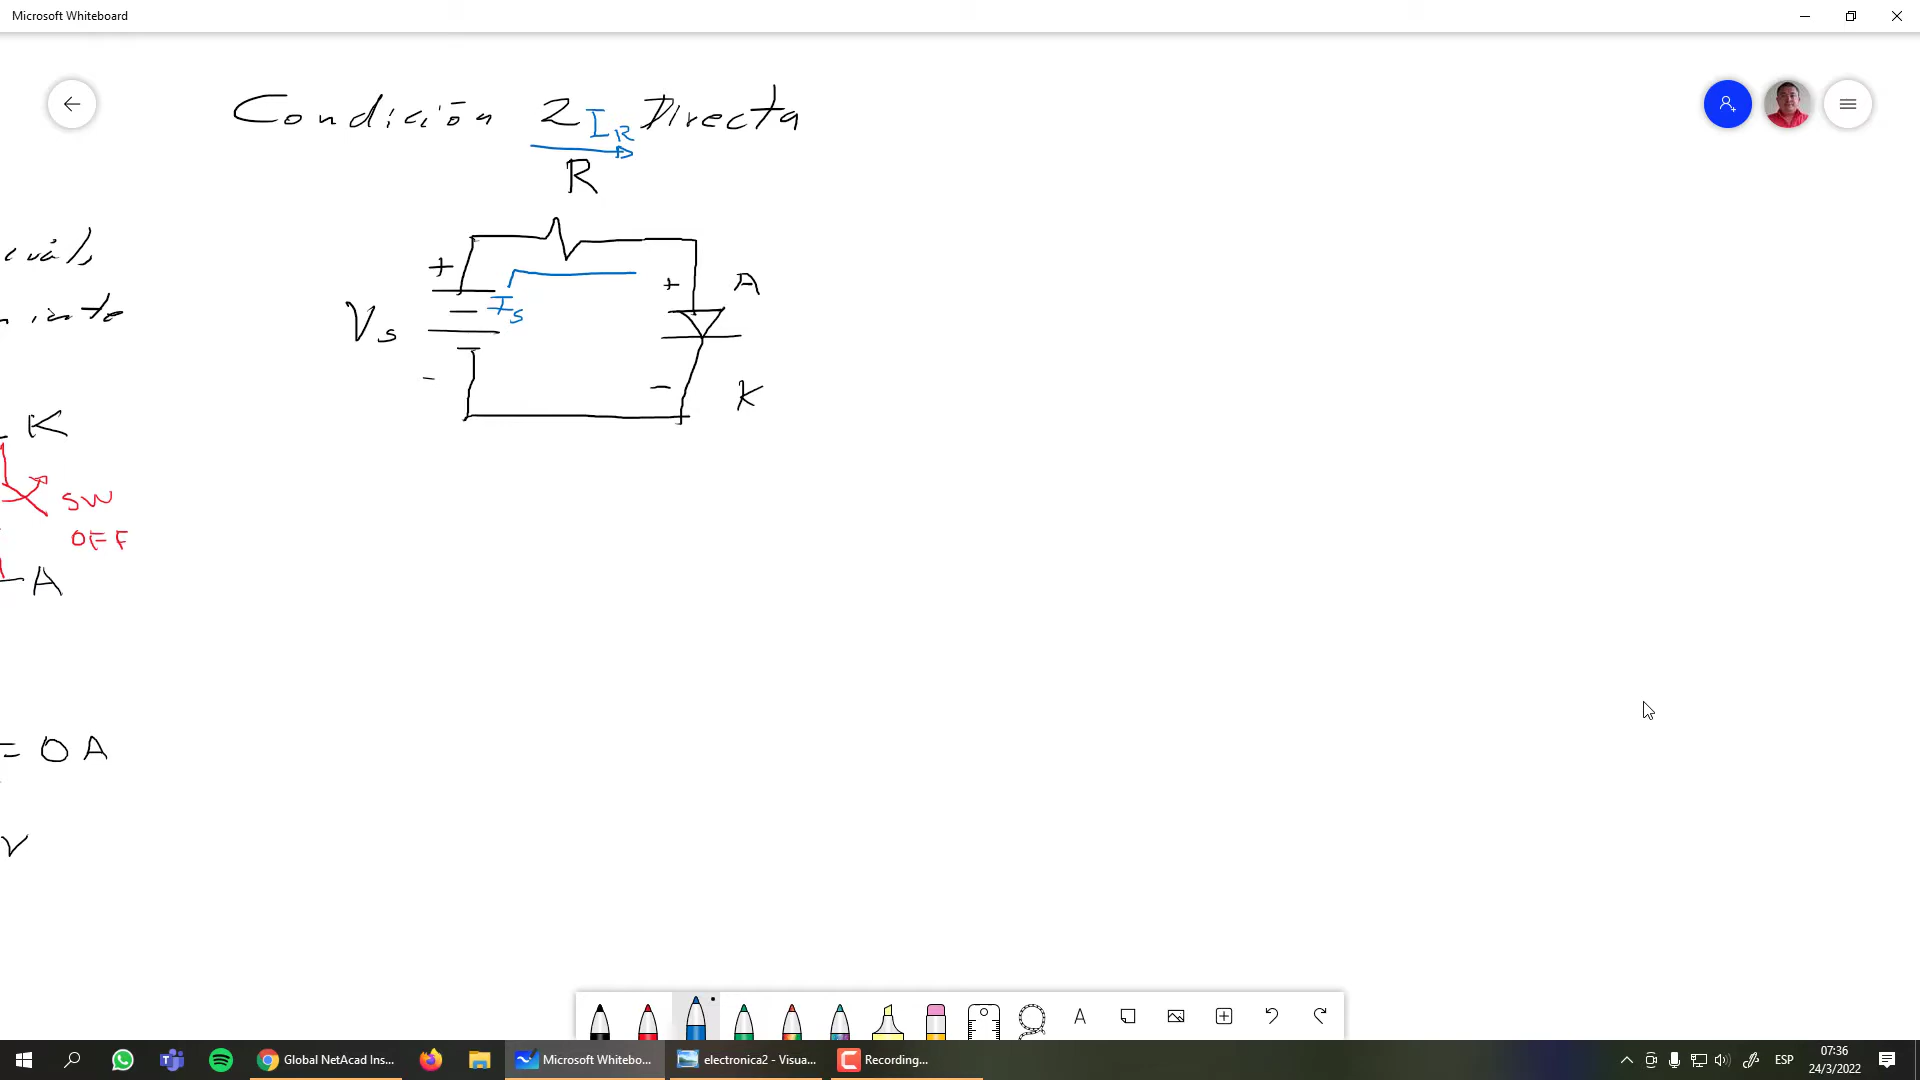 Microsoft Whiteboard
Condición 2 Directa
I_R
R
+
+ A
I_s
V_s
-
- K
K
SW
OFF
A
= 0 A
V
A
Global NetAcad Ins...
Microsoft Whitebo...
electronica2 - Visua...
Recording...
ESP
07:36
24/3/2022